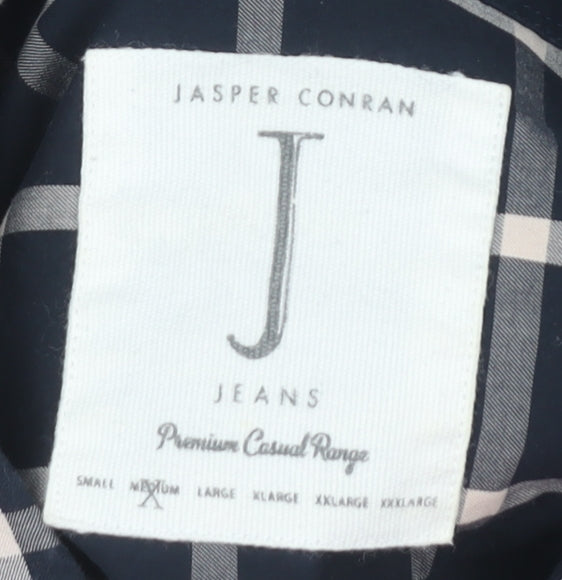 JASPER CONRAN
J
JEANS
Premium Casual Range
SMALL MEDIUM LARGE XLARGE XXLARGE XXXLARGE